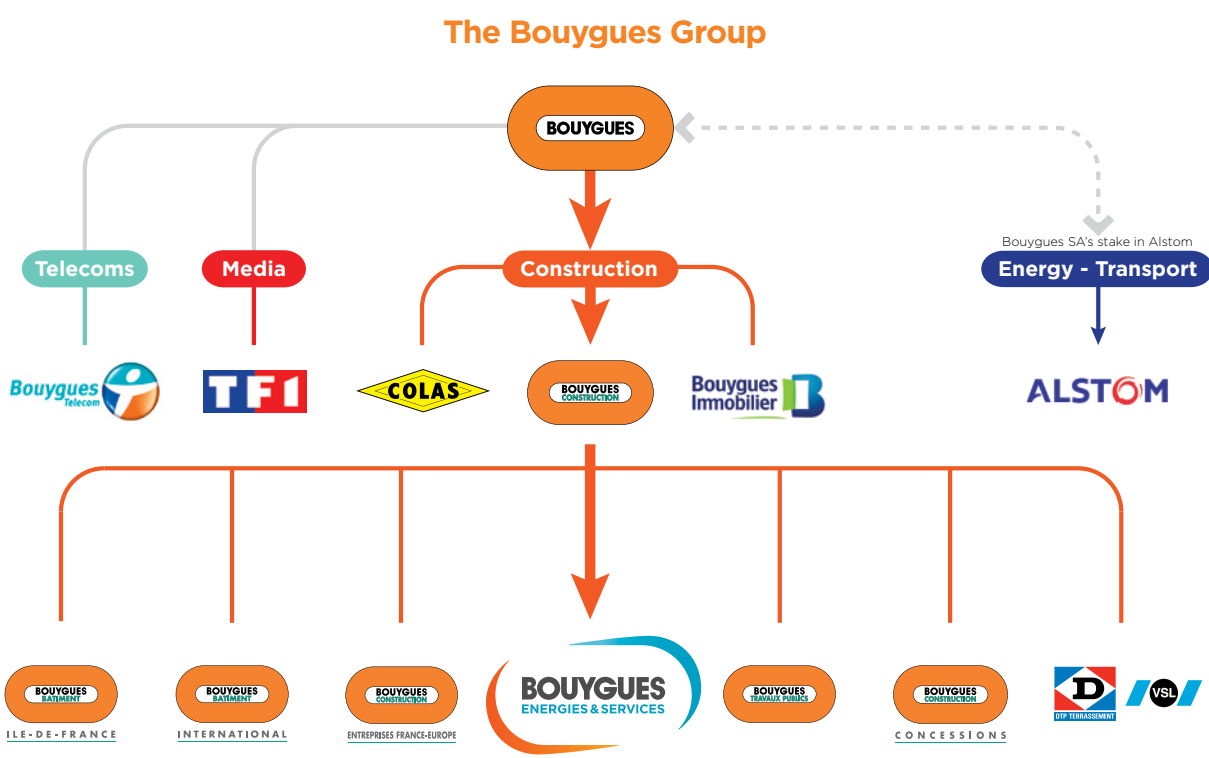 The Bouygues Group
BOUYGUES
Bouygues SA's stake in Alstom
Telecoms
Media
Construction
Energy - Transport
Bouygues
Telecom
TF1
COLAS
BOUYGUES
CONSTRUCTION
Bouygues
Immobilier
ALSTOM
BOUYGUES
BATIMENT
ILE-DE-FRANCE
BOUYGUES
BATIMENT
INTERNATIONAL
BOUYGUES
CONSTRUCTION
ENTREPRISES FRANCE-EUROPE
BOUYGUES
ENERGIES & SERVICES
BOUYGUES
TRAVAUX PUBLICS
BOUYGUES
CONSTRUCTION
CONCESSIONS
D
DTP TERRASSEMENT
VSL